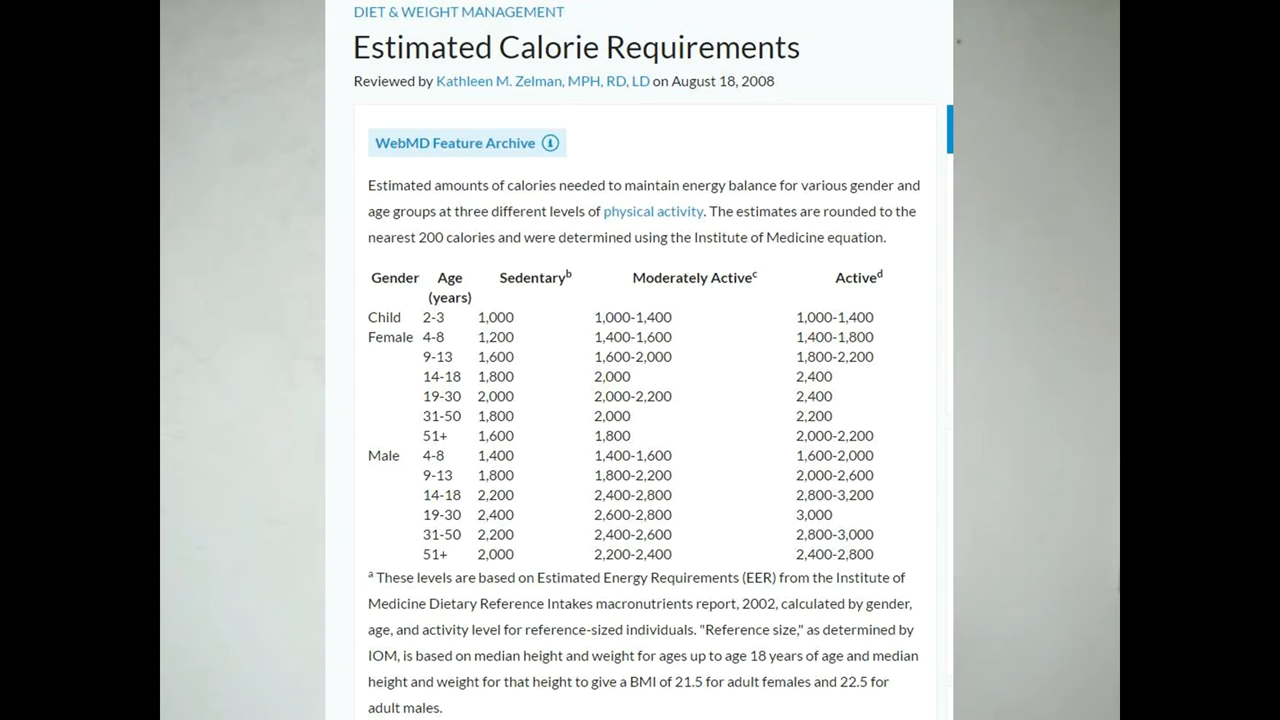 DIET & WEIGHT MANAGEMENT
Estimated Calorie Requirements
Reviewed by Kathleen M. Zelman, MPH, RD, LD on August 18, 2008
WebMD Feature Archive
Estimated amounts of calories needed to maintain energy balance for various gender and
age groups at three different levels of physical activity. The estimates are rounded to the
nearest 200 calories and were determined using the Institute of Medicine equation.
Gender Age Sedentaryᵇ Moderately Activeᶜ Activeᵈ
(years)
Child 2-3 1,000 1,000-1,400 1,000-1,400
Female 4-8 1,200 1,400-1,600 1,400-1,800
9-13 1,600 1,600-2,000 1,800-2,200
14-18 1,800 2,000 2,400
19-30 2,000 2,000-2,200 2,400
31-50 1,800 2,000 2,200
51+ 1,600 1,800 2,000-2,200
Male 4-8 1,400 1,400-1,600 1,600-2,000
9-13 1,800 1,800-2,200 2,000-2,600
14-18 2,200 2,400-2,800 2,800-3,200
19-30 2,400 2,600-2,800 3,000
31-50 2,200 2,400-2,600 2,800-3,000
51+ 2,000 2,200-2,400 2,400-2,800
ᵃ These levels are based on Estimated Energy Requirements (EER) from the Institute of
Medicine Dietary Reference Intakes macronutrients report, 2002, calculated by gender,
age, and activity level for reference-sized individuals. "Reference size," as determined by
IOM, is based on median height and weight for ages up to age 18 years of age and median
height and weight for that height to give a BMI of 21.5 for adult females and 22.5 for
adult males.